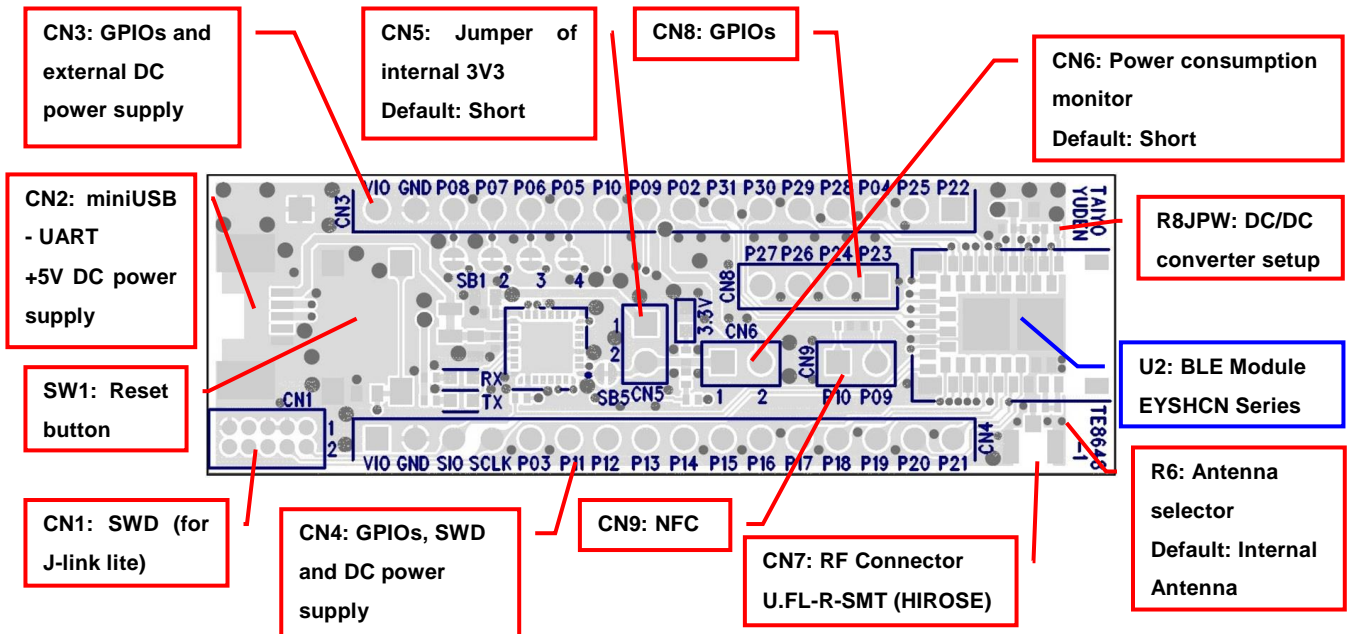 CN3: GPIOs and
external DC
power supply
CN5: Jumper of
internal 3V3
Default: Short
CN8: GPIOs
CN6: Power consumption
monitor
Default: Short
CN2: miniUSB
- UART
+5V DC power
supply
R8JPW: DC/DC
converter setup
SW1: Reset
button
U2: BLE Module
EYSHCN Series
CN1: SWD (for
J-link lite)
CN4: GPIOs, SWD
and DC power
supply
CN9: NFC
CN7: RF Connector
U.FL-R-SMT (HIROSE)
R6: Antenna
selector
Default: Internal
Antenna
VIO GND P08 P07 P06 P05 P10 P09 P02 P31 P30 P29 P28 P04 P25 P22
CN3
TAIYO
YUDEN
P27 P26 P24 P23
CN8
SB1 2 3 4
3.3V
1
2
CN6
CN9
RX
TX
SB5 CN5
1 2
P10 P09
CN1
1
2
VIO GND SIO SCLK P03 P11 P12 P13 P14 P15 P16 P17 P18 P19 P20 P21
CN4
-1